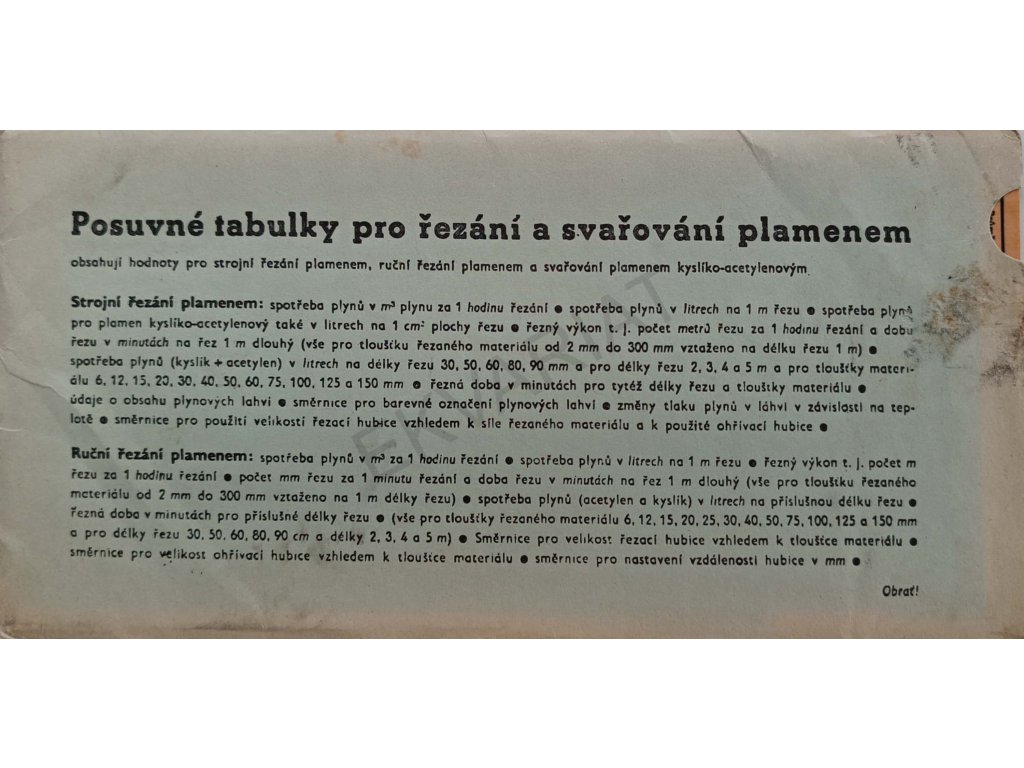 Posuvné tabulky pro řezání a svařování plamenem
obsahují hodnoty pro strojní řezání plamenem, ruční řezání plamenem a svařování plamenem kyslíko-acetylenovým.
Strojní řezání plamenem: spotřeba plynů v m³ plynu za 1 hodinu řezání ● spotřeba plynů v litrech na 1 m řezu ● spotřeba plynů
pro plamen kyslíko-acetylenový také v litrech na 1 cm² plochy řezu ● řezný výkon t. j. počet metrů řezu za 1 hodinu řezání a dobu
řezu v minutách na řez 1 m dlouhý (vše pro tloušťku řezaného materiálu od 2 mm do 300 mm vztaženo na délku řezu 1 m) ●
spotřeba plynů (kyslík + acetylen) v litrech na délky řezu 30, 50, 60, 80, 90 mm a pro délky řezu 2, 3, 4 a 5 m a pro tloušťky materi-
álu 6, 12, 15, 20, 30, 40, 50, 60, 75, 100, 125 a 150 mm ● řezná doba v minutách pro tytéž délky řezu a tloušťky materiálu ●
údaje o obsahu plynových lahví ● směrnice pro barevné označení plynových lahví ● změny tlaku plynů v láhvi v závislosti na tep-
lotě ● směrnice pro použití velikosti řezací hubice vzhledem k síle řezaného materiálu a k použité ohřívací hubice ●
Ruční řezání plamenem: spotřeba plynů v m³ za 1 hodinu řezání ● spotřeba plynů v litrech na 1 m řezu ● řezný výkon t. j. počet m
řezu za 1 hodinu řezání ● počet mm řezu za 1 minutu řezání a doba řezu v minutách na řez 1 m dlouhý (vše pro tloušťku řezaného
materiálu od 2 mm do 300 mm vztaženo na 1 m délky řezu) ● spotřeba plynů (acetylen a kyslík) v litrech na příslušnou délku řezu ●
řezná doba v minutách pro příslušné délky řezu ● (vše pro tloušťky řezaného materiálu 6, 12, 15, 20, 25, 30, 40, 50, 75, 100, 125 a 150 mm
a pro délky řezu 30, 50, 60, 80, 90 cm a délky 2, 3, 4 a 5 m) ● Směrnice pro velikost řezací hubice vzhledem k tloušťce materiálu ●
směrnice pro velikost ohřívací hubice vzhledem k tloušťce materiálu ● směrnice pro nastavení vzdálenosti hubice v mm ●
Obrať!